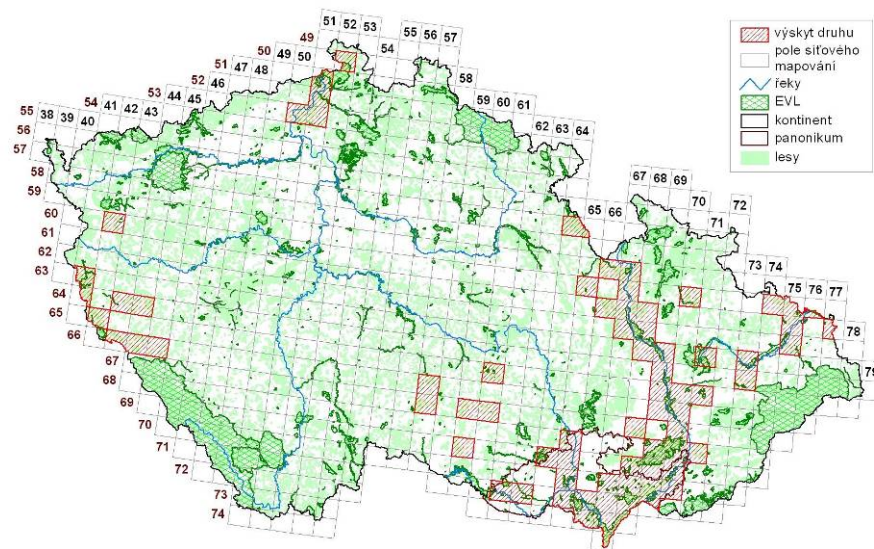 51 52 53
49
54
55 56 57
50
49 50
51
47 48
52
46
58
53
44 45
54
41 42 43
59 60 61
55
38 39 40
56
57
62 63 64
58
59
67 68 69
60
65 66
70
71
72
61
62
63
73 74
64
75 76 77
65
78
66
67
79
68
69
70
71
72
73
74
výskyt druhu
pole síťového
mapování
řeky
EVL
kontinent
panonikum
lesy